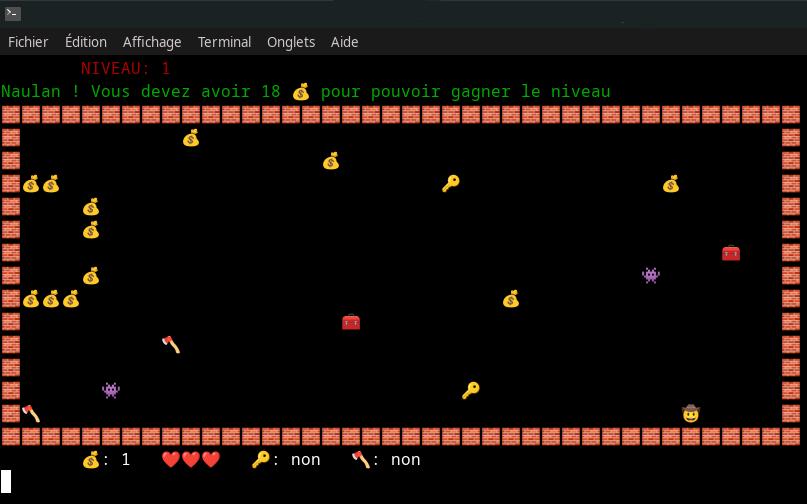 Fichier Édition Affichage Terminal Onglets Aide
NIVEAU: 1
Naulan ! Vous devez avoir 18 💰 pour pouvoir gagner le niveau
💰: 1 ❤️❤️❤️ 🔑: non 🪓: non